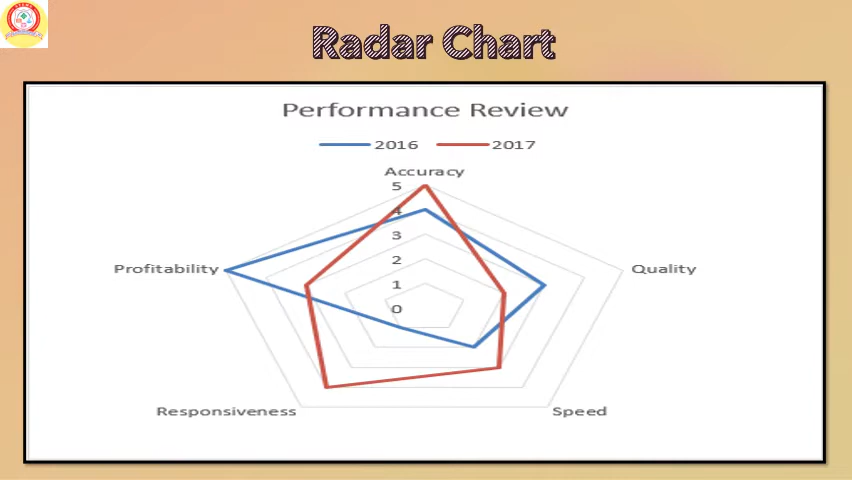 Radar Chart
Performance Review
2016 2017
Accuracy
5
4
3
2
1
0
Profitability
Quality
Responsiveness
Speed